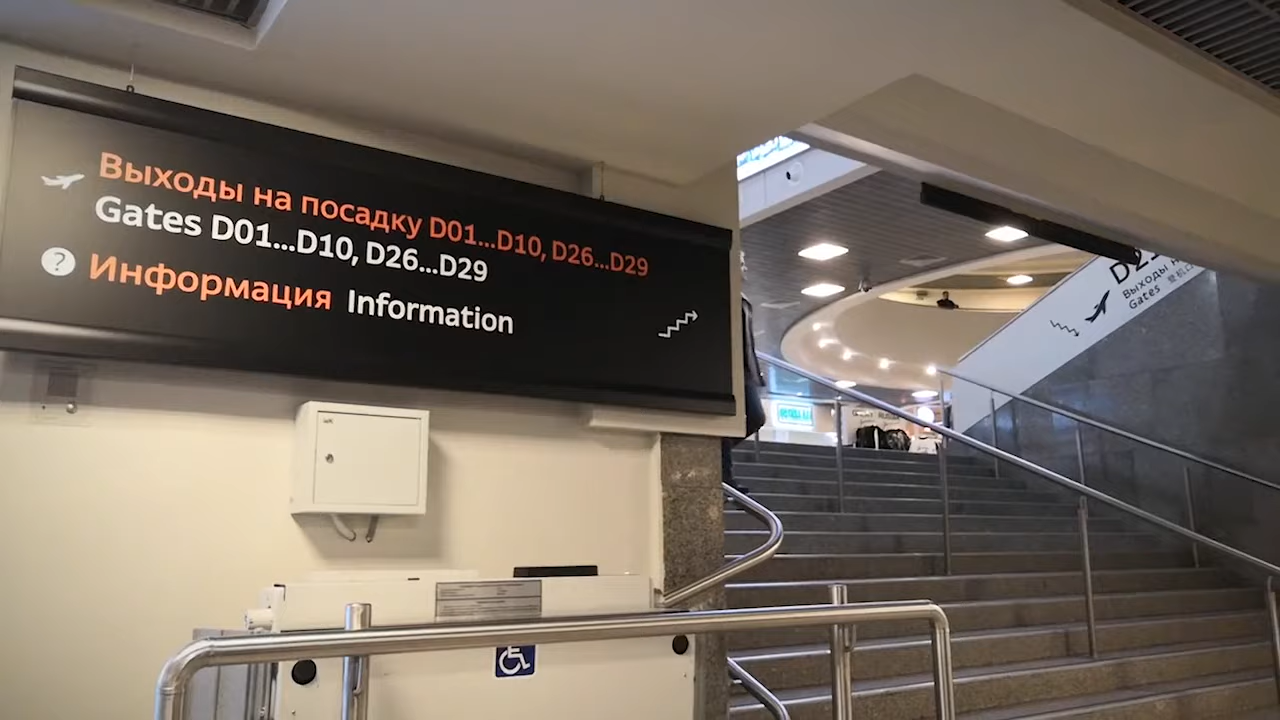 Выходы на посадку D01...D10, D26...D29
Gates D01...D10, D26...D29
? Информация Information
Выходы
Gates